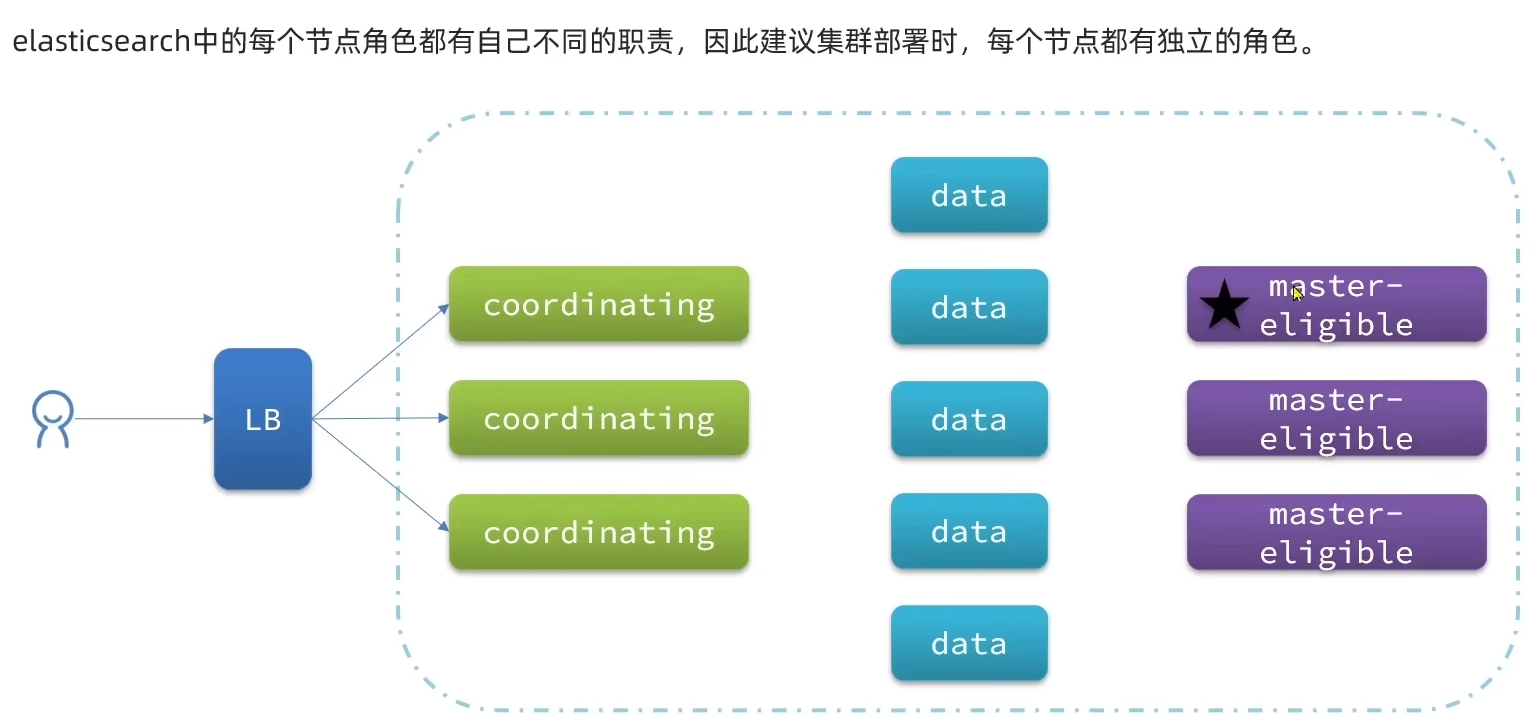 elasticsearch中的每个节点角色都有自己不同的职责，因此建议集群部署时，每个节点都有独立的角色。
LB
coordinating
coordinating
coordinating
data
data
data
data
data
master-
eligible
master-
eligible
master-
eligible